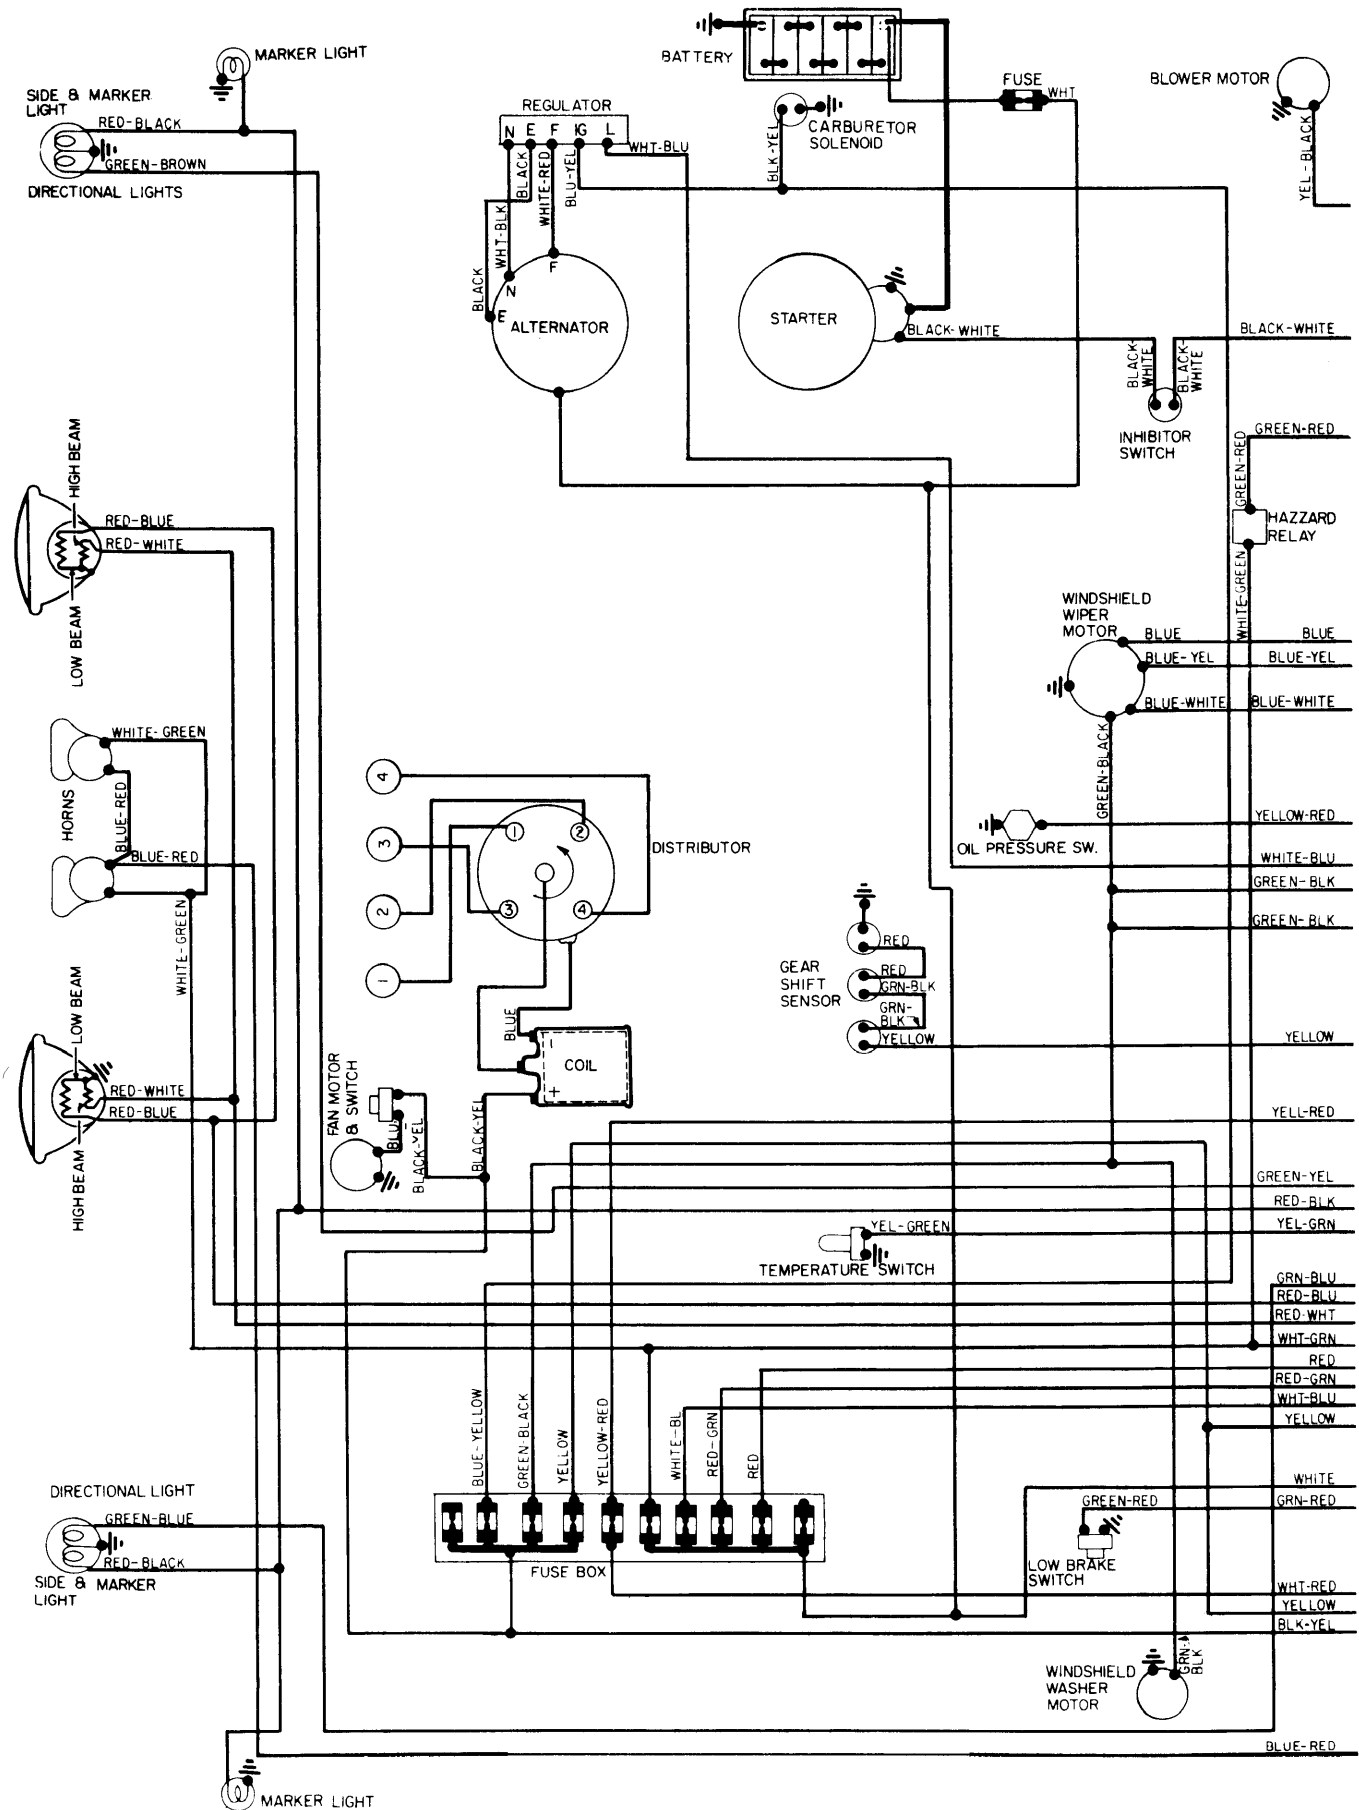 MARKER LIGHT
SIDE & MARKER
LIGHT
RED-BLACK
GREEN-BROWN
DIRECTIONAL LIGHTS
BATTERY
FUSE
WHT
BLOWER MOTOR
YEL-BLACK
REGULATOR
N E F IG L
WHT-BLU
BLACK
WHITE-RED
BLU-YEL
WHT-BLK
BLACK
BLK-YEL
CARBURETOR
SOLENOID
F
N
E
ALTERNATOR
STARTER
BLACK-WHITE
BLACK-WHITE
BLACK-
WHITE
BLACK-
WHITE
INHIBITOR
SWITCH
GREEN-RED
GREEN-RED
HAZZARD
RELAY
WHITE-GREEN
HIGH BEAM
RED-BLUE
RED-WHITE
LOW BEAM
WINDSHIELD
WIPER
MOTOR
BLUE
BLUE
BLUE-YEL
BLUE-YEL
BLUE-WHITE
BLUE-WHITE
GREEN-BLACK
WHITE-GREEN
HORNS
BLUE-RED
BLUE-RED
WHITE-GREEN
4
3
2
1
1
2
3
4
DISTRIBUTOR
YELLOW-RED
OIL PRESSURE SW.
WHITE-BLU
GREEN-BLK
GREEN-BLK
GEAR
SHIFT
SENSOR
RED
RED
GRN-BLK
GRN-
BLK
YELLOW
YELLOW
LOW BEAM
RED-WHITE
RED-BLUE
HIGH BEAM
BLUE
-
COIL
+
FAN MOTOR
& SWITCH
BLUE
BLACK-YEL
BLACK-YEL
YELL-RED
GREEN-YEL
RED-BLK
YEL-GREEN
YEL-GRN
TEMPERATURE SWITCH
GRN-BLU
RED-BLU
RED-WHT
WHT-GRN
RED
RED-GRN
WHT-BLU
YELLOW
BLUE-YELLOW
GREEN-BLACK
YELLOW
YELLOW-RED
WHITE-BL
RED-GRN
RED
WHITE
GREEN-RED
GRN-RED
DIRECTIONAL LIGHT
GREEN-BLUE
RED-BLACK
SIDE & MARKER
LIGHT
FUSE BOX
LOW BRAKE
SWITCH
WHT-RED
YELLOW
BLK-YEL
GRN-
BLK
WINDSHIELD
WASHER
MOTOR
BLUE-RED
MARKER LIGHT